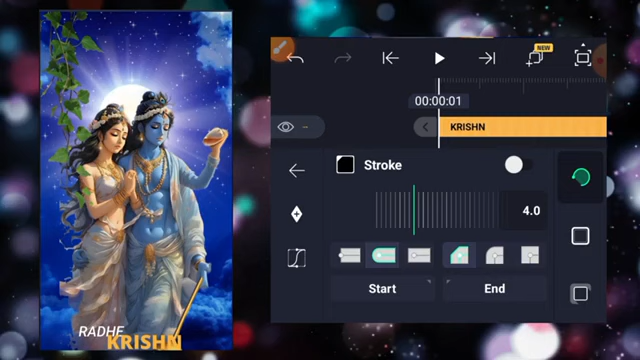 NEW
00:00:01
KRISHN
Stroke
4.0
Start
End
RADHE
KRISHN